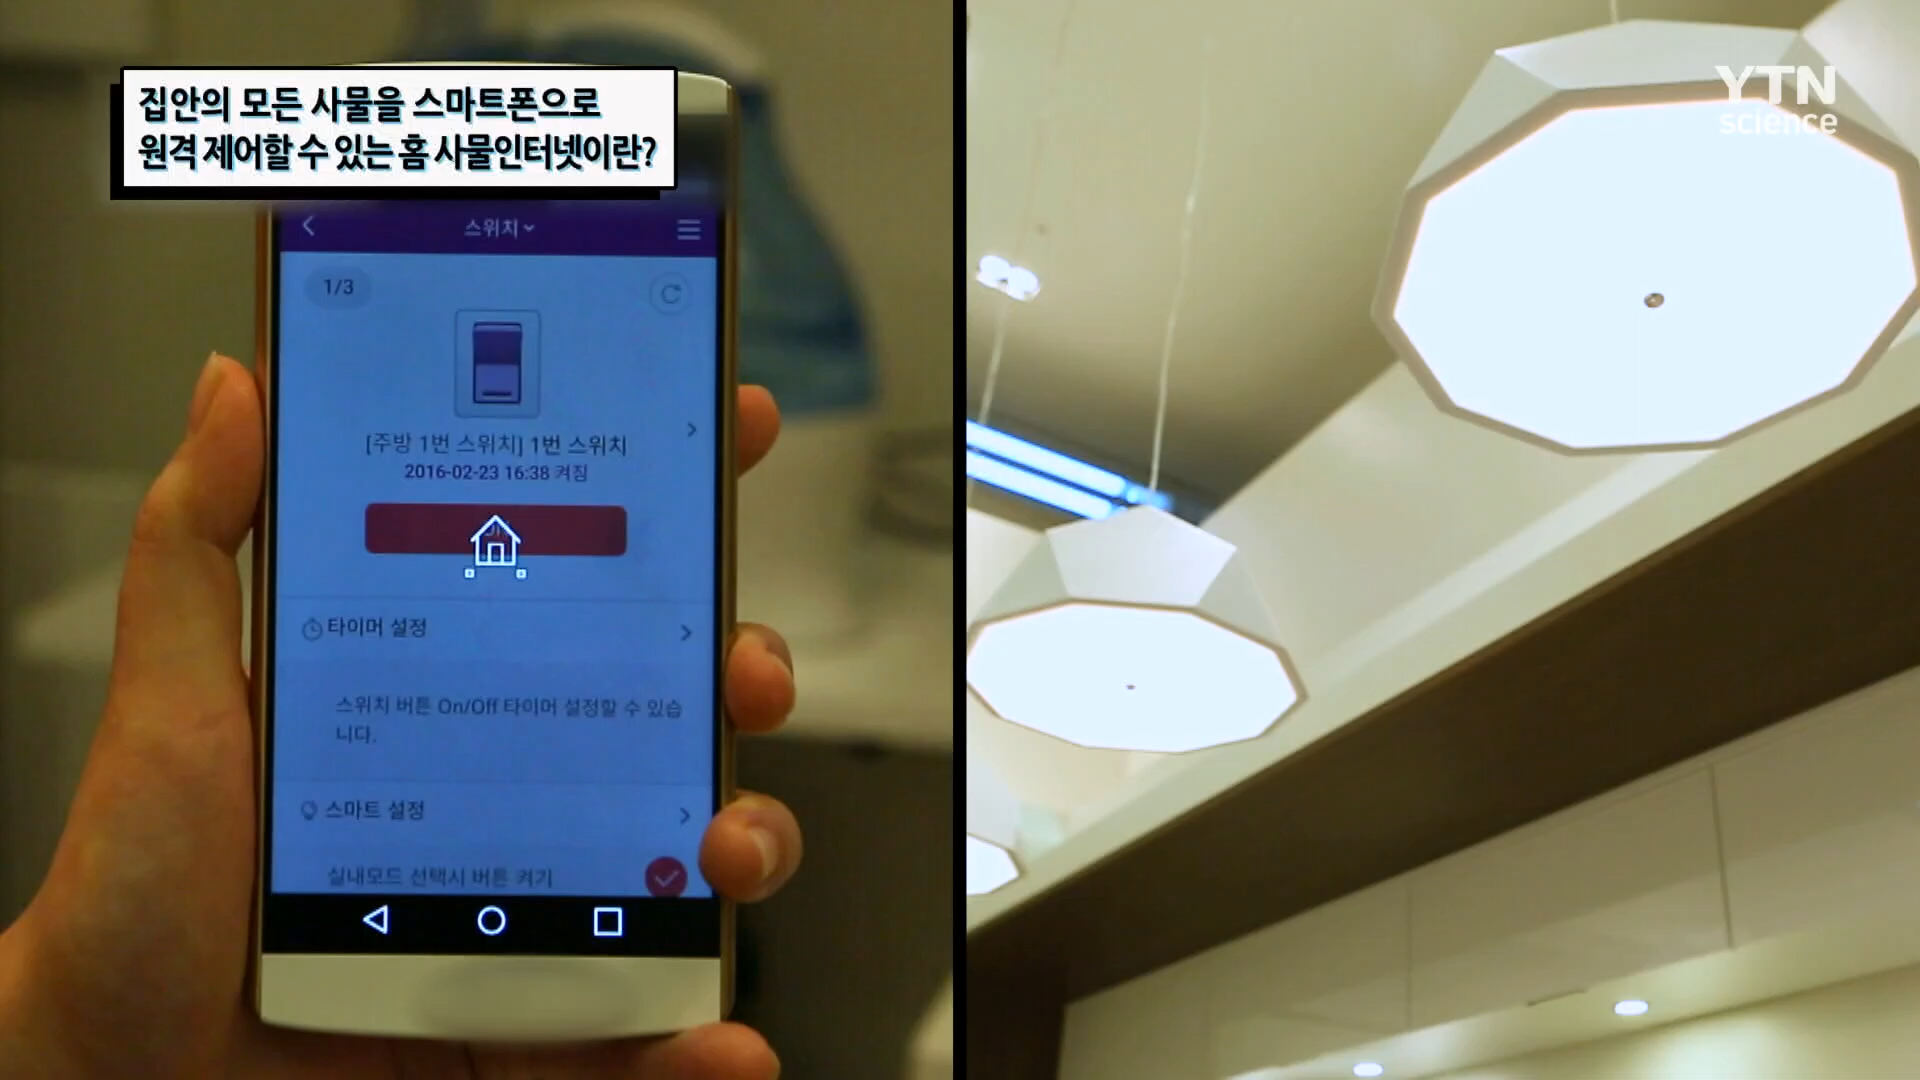 집안의 모든 사물을 스마트폰으로
원격 제어할 수 있는 홈 사물인터넷이란?
YTN
science
스위치
1/3
[주방 1번 스위치] 1번 스위치
2016-02-23 16:38 켜짐
타이머 설정
스위치 버튼 On/Off 타이머 설정할 수 있습
니다.
스마트 설정
실내모드 선택시 버튼 켜기